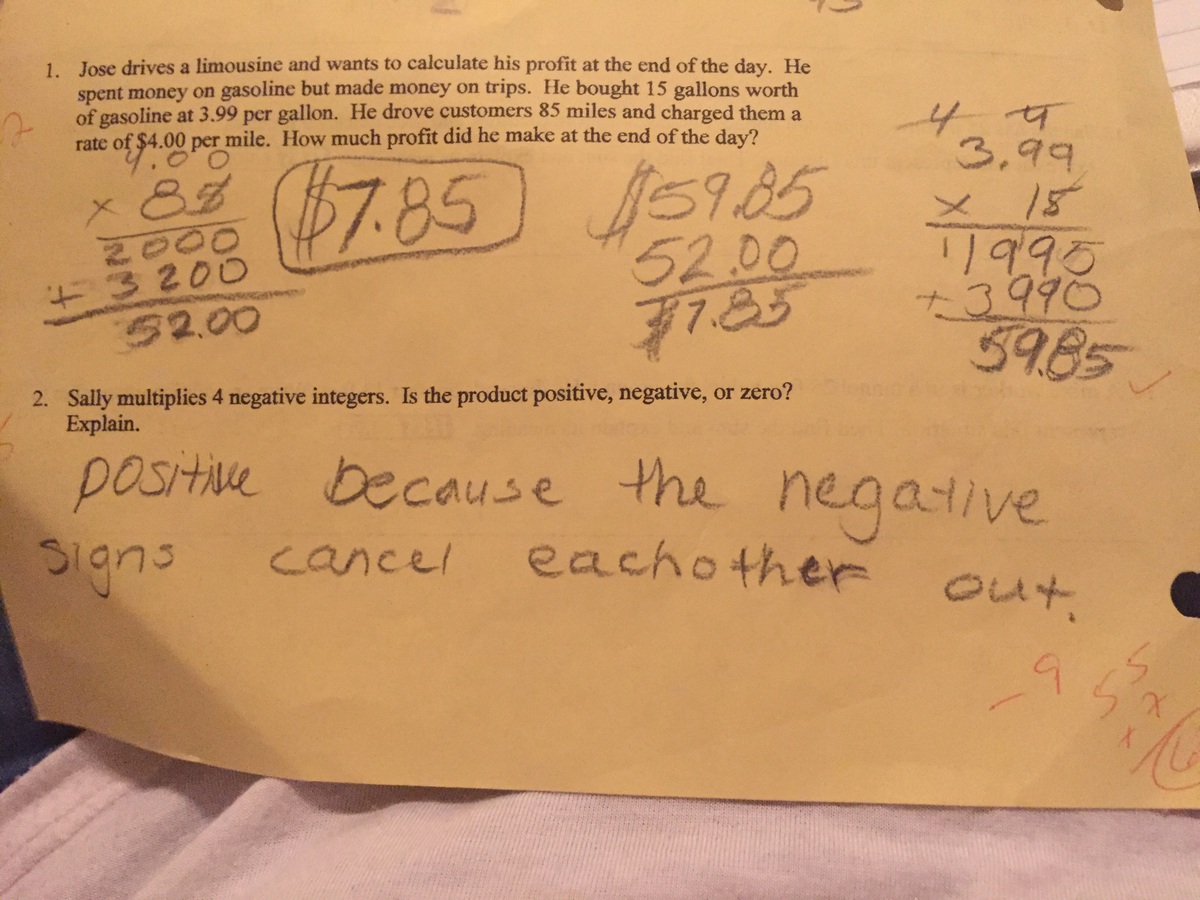 1. Jose drives a limousine and wants to calculate his profit at the end of the day. He
spent money on gasoline but made money on trips. He bought 15 gallons worth
of gasoline at 3.99 per gallon. He drove customers 85 miles and charged them a
rate of $4.00 per mile. How much profit did he make at the end of the day?
4.00
x 85
2000
+ 3200
52.00
$7.85
$59.85
52.00
$7.85
4 4
3.99
x 15
11995
+ 3990
59.85
2. Sally multiplies 4 negative integers. Is the product positive, negative, or zero?
Explain.
positive because the negative
signs cancel eachother out.
-9